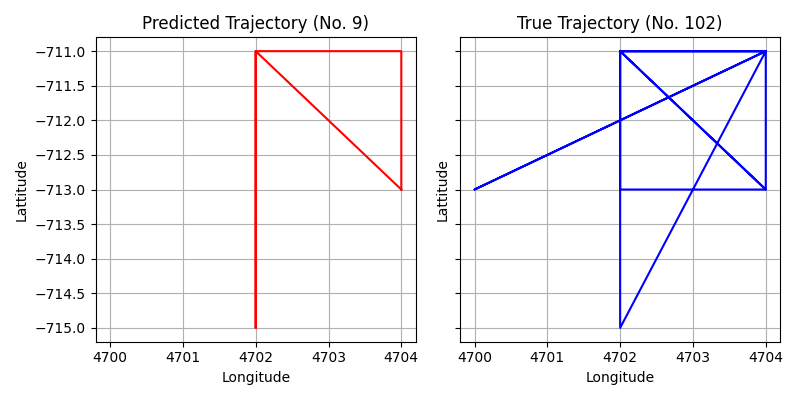 Predicted Trajectory (No. 9)
True Trajectory (No. 102)
−711.0
−711.5
−712.0
−712.5
−713.0
−713.5
−714.0
−714.5
−715.0
Lattitude
Lattitude
4700 4701 4702 4703 4704
4700 4701 4702 4703 4704
Longitude
Longitude